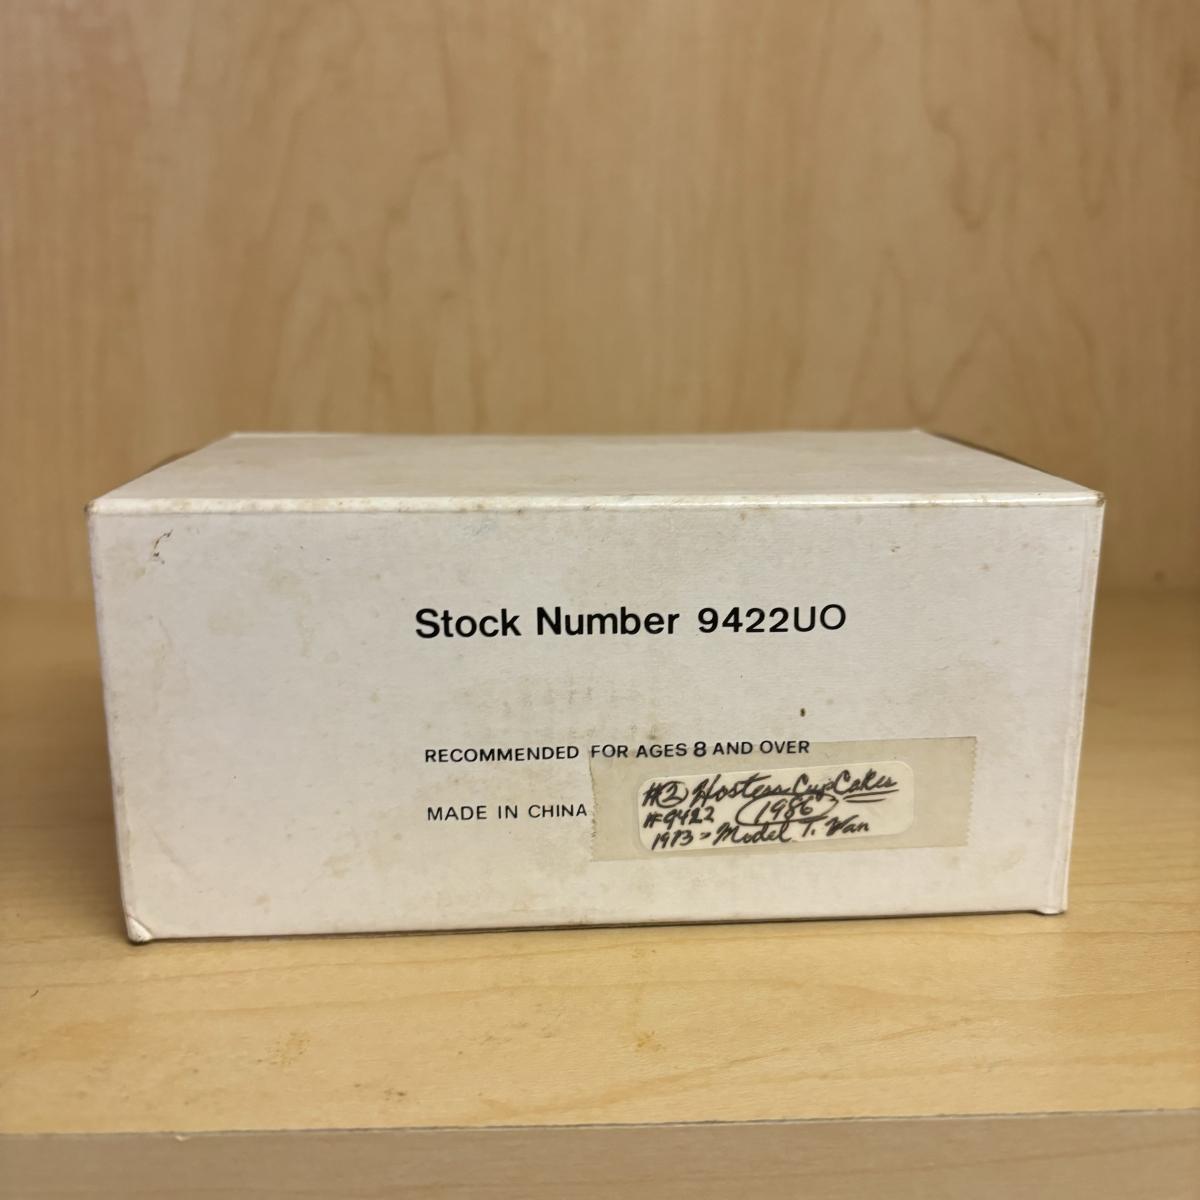 Stock Number 9422UO
RECOMMENDED FOR AGES 8 AND OVER
MADE IN CHINA
#2 Hostess CupCakes
#9422 (1986)
1913 - Model T. Van